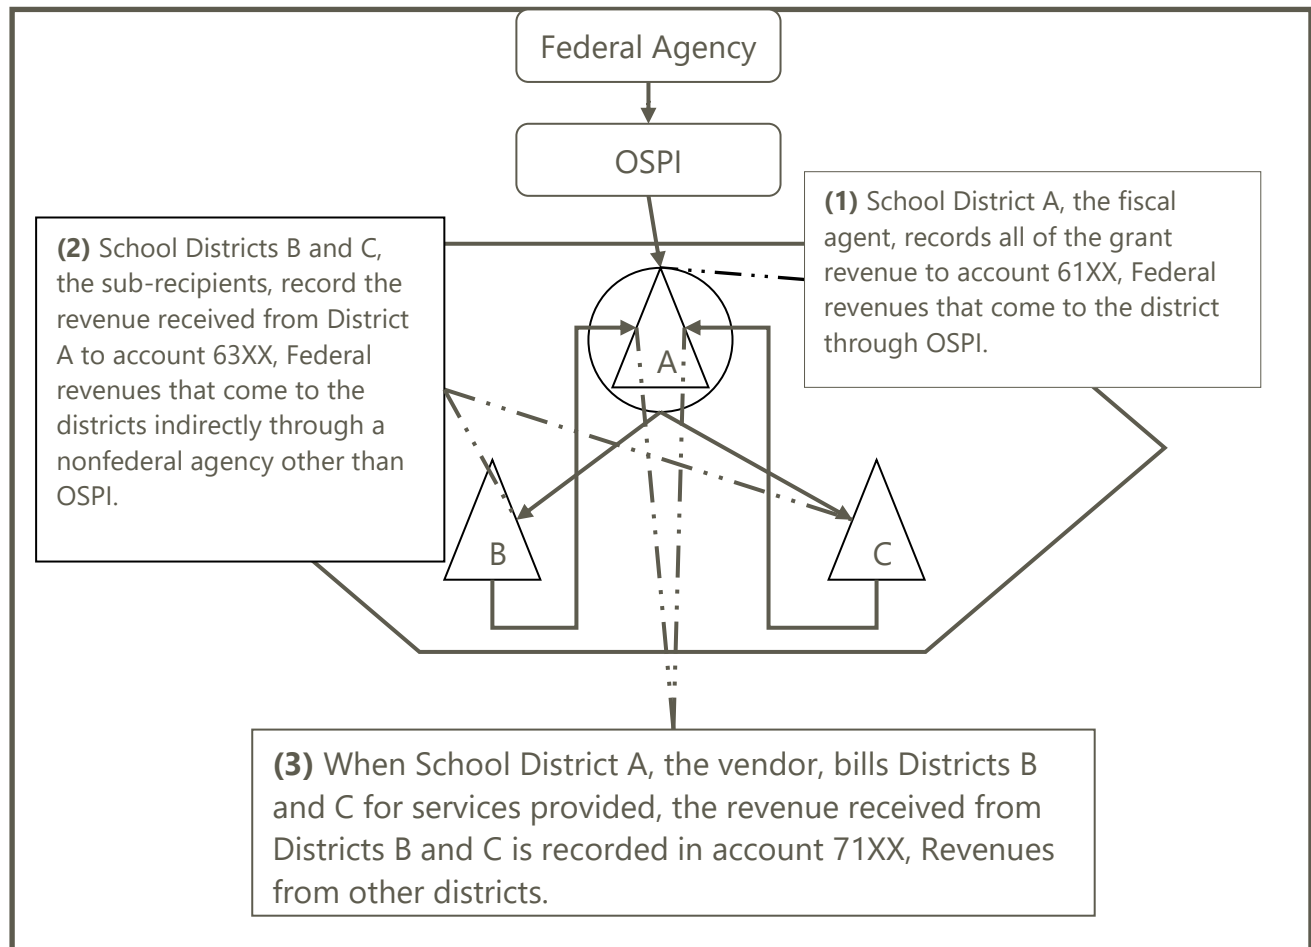 Federal Agency
OSPI
(1) School District A, the fiscal
agent, records all of the grant
revenue to account 61XX, Federal
revenues that come to the district
through OSPI.
(2) School Districts B and C,
the sub-recipients, record the
revenue received from District
A to account 63XX, Federal
revenues that come to the
districts indirectly through a
nonfederal agency other than
OSPI.
A
B
C
(3) When School District A, the vendor, bills Districts B
and C for services provided, the revenue received from
Districts B and C is recorded in account 71XX, Revenues
from other districts.